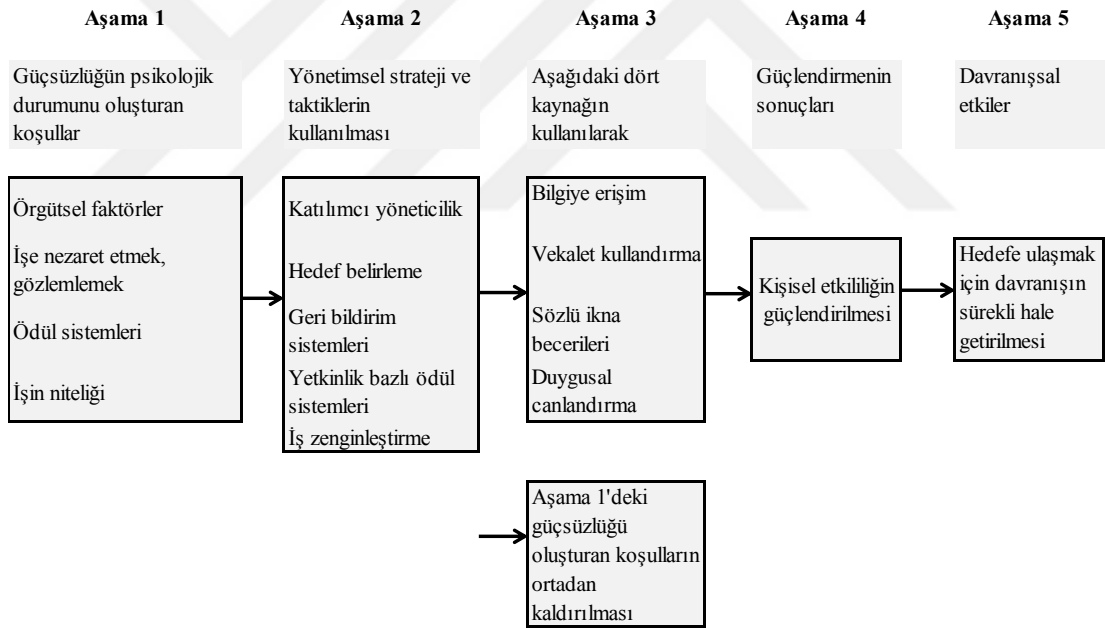 Aşama 1
Aşama 2
Aşama 3
Aşama 4
Aşama 5
Güçsüzlüğün psikolojik
durumunu oluşturan
koşullar
Yönetimsel strateji ve
taktiklerin
kullanılması
Aşağıdaki dört
kaynağın
kullanılarak
Güçlendirmenin
sonuçları
Davranışsal
etkiler
Örgütsel faktörler
İşe nezaret etmek,
gözlemlemek
Ödül sistemleri
İşin niteliği
Katılımcı yöneticilik
Hedef belirleme
Geri bildirim
sistemleri
Yetkinlik bazlı ödül
sistemleri
İş zenginleştirme
Bilgiye erişim
Vekalet kullandırma
Sözlü ikna
becerileri
Duygusal
canlandırma
Kişisel etkililiğin
güçlendirilmesi
Hedefe ulaşmak
için davranışın
sürekli hale
getirilmesi
Aşama 1'deki
güçsüzlüğü
oluşturan koşulların
ortadan
kaldırılması